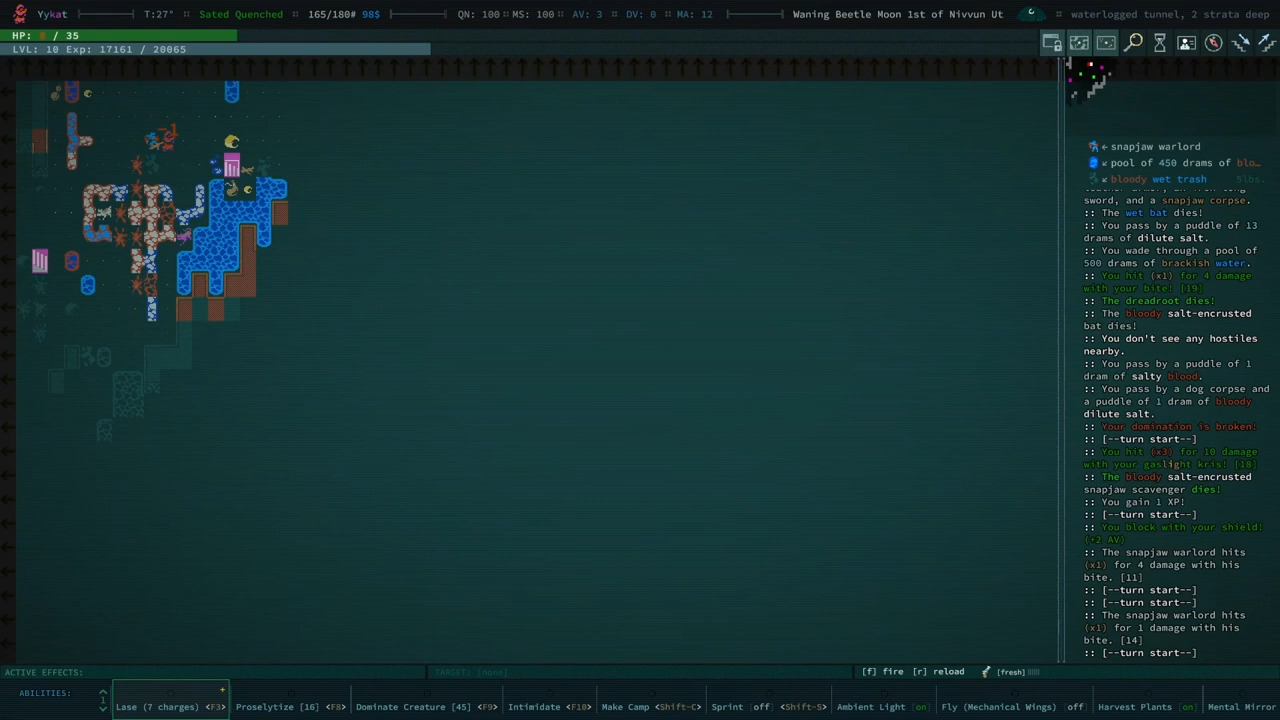 Yykat T:27° Sated Quenched 165/180# 98$ QN: 100 MS: 100 AV: 3 DV: 0 MA: 12 Waning Beetle Moon 1st of Nivvun Ut waterlogged tunnel, 2 strata deep
HP: / 35
LVL: 10 Exp: 17161 / 20065
snapjaw warlord
pool of 450 drams of blo…
bloody wet trash 5lbs.
sword, and a snapjaw corpse.
:: The wet bat dies!
:: You pass by a puddle of 13
drams of dilute salt.
:: You wade through a pool of
500 drams of brackish water.
:: You hit (x1) for 4 damage
with your bite! [19]
:: The dreadroot dies!
:: The bloody salt-encrusted
bat dies!
:: You don't see any hostiles
nearby.
:: You pass by a puddle of 1
dram of salty blood.
:: You pass by a dog corpse and
a puddle of 1 dram of bloody
dilute salt.
:: Your domination is broken!
:: [--turn start--]
:: You hit (x3) for 10 damage
with your gaslight kris! [18]
:: The bloody salt-encrusted
snapjaw scavenger dies!
:: You gain 1 XP!
:: [--turn start--]
:: You block with your shield!
(+2 AV)
:: The snapjaw warlord hits
(x1) for 4 damage with his
bite. [11]
:: [--turn start--]
:: [--turn start--]
:: The snapjaw warlord hits
(x1) for 1 damage with his
bite. [14]
:: [--turn start--]
ACTIVE EFFECTS: TARGET: [none] [f] fire [r] reload [fresh]
ABILITIES: 1 Lase (7 charges) <F3> Proselytize [16] <F8> Dominate Creature [45] <F9> Intimidate <F10> Make Camp <Shift-C> Sprint [off] <Shift-S> Ambient Light [on] Fly (Mechanical Wings) [off] Harvest Plants [on] Mental Mirror